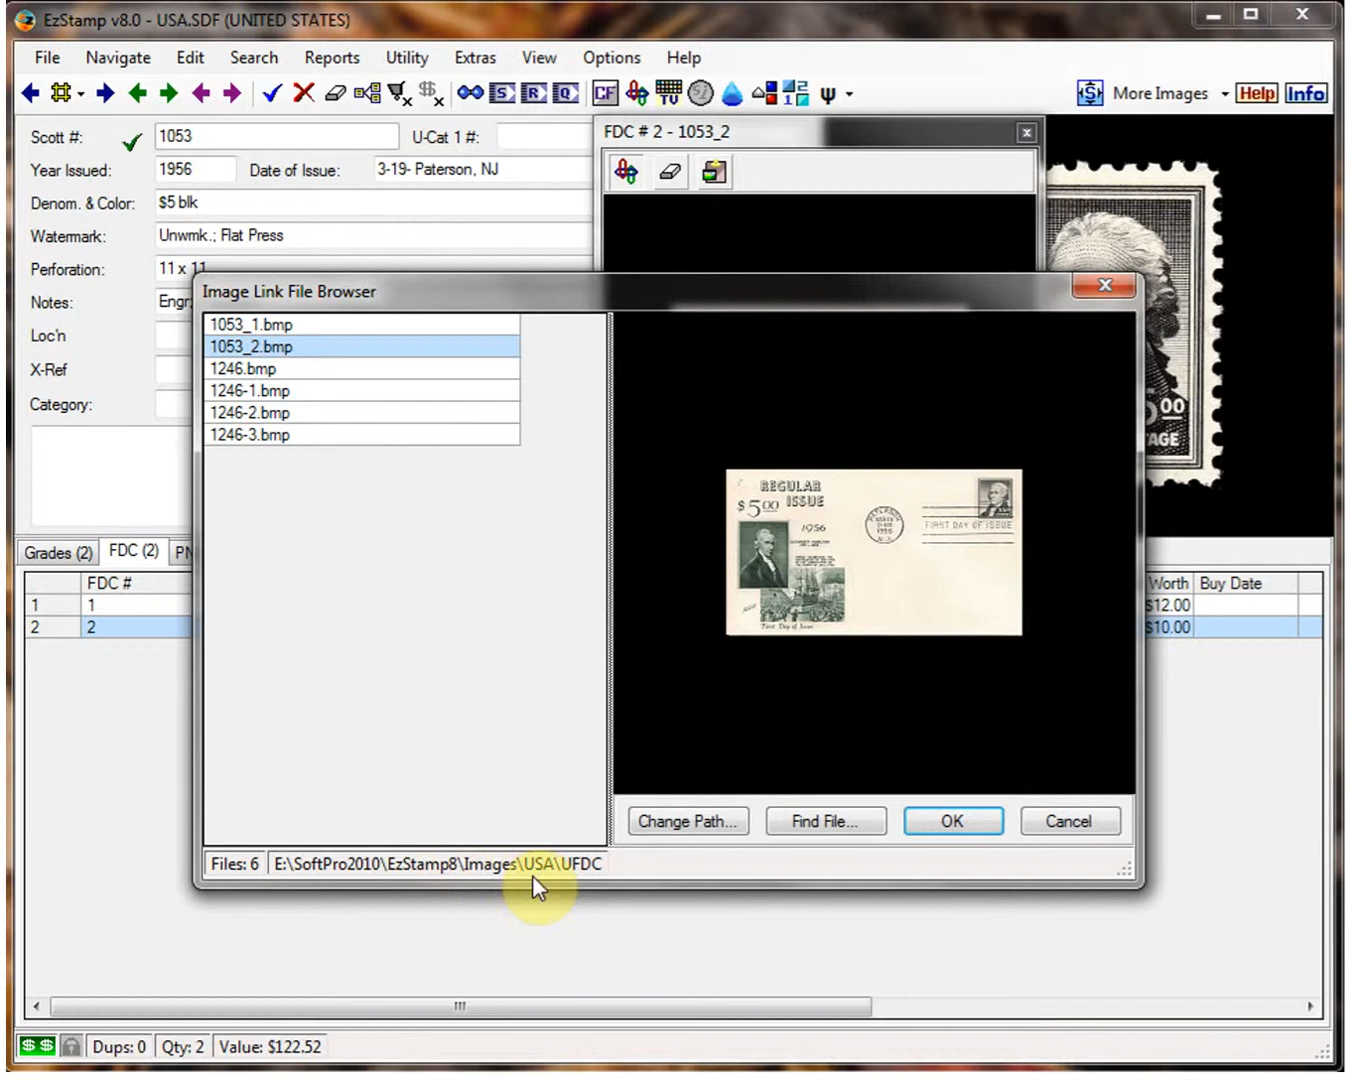 EzStamp v8.0 - USA.SDF (UNITED STATES)
File Navigate Edit Search Reports Utility Extras View Options Help
CF TV More Images Help Info
Scott #: 1053 U-Cat 1 #:
Year Issued: 1956 Date of Issue: 3-19- Paterson, NJ
Denom. & Color: $5 blk
Watermark: Unwmk.; Flat Press
Perforation: 11 x 11
Notes: Engr
Loc'n
X-Ref
Category:
FDC # 2 - 1053_2
Image Link File Browser
1053_1.bmp
1053_2.bmp
1246.bmp
1246-1.bmp
1246-2.bmp
1246-3.bmp
REGULAR
ISSUE
$5.00
1956
FIRST DAY OF ISSUE
First Day of Issue
Change Path... Find File... OK Cancel
Files: 6 E:\SoftPro2010\EzStamp8\Images\USA\UFDC
Grades (2) FDC (2)
FDC # Worth Buy Date
1 1 $12.00
2 2 $10.00
$$ Dups: 0 Qty: 2 Value: $122.52